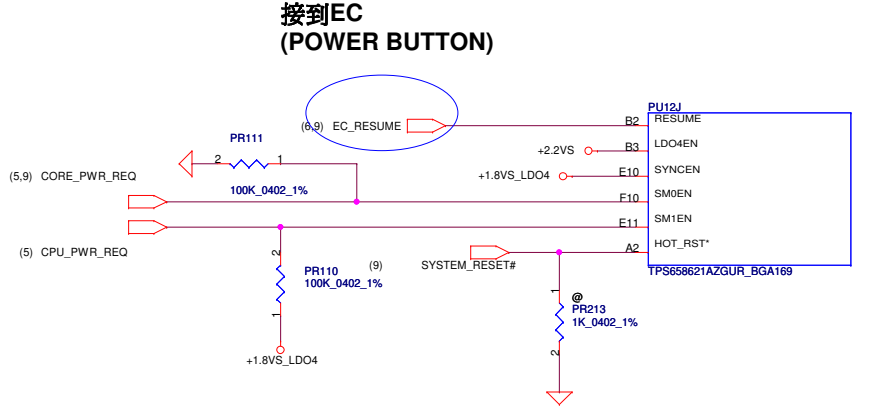 接到EC
(POWER BUTTON)
PU12J
(6,9) EC_RESUME
B2
RESUME
PR111
+2.2VS
B3
LDO4EN
2
1
(5,9) CORE_PWR_REQ
+1.8VS_LDO4
E10
SYNCEN
100K_0402_1%
F10
SM0EN
E11
SM1EN
(5) CPU_PWR_REQ
A2
HOT_RST*
2
PR110
100K_0402_1%
(9)
SYSTEM_RESET#
TPS658621AZGUR_BGA169
1
@
PR213
1K_0402_1%
1
2
+1.8VS_LDO4